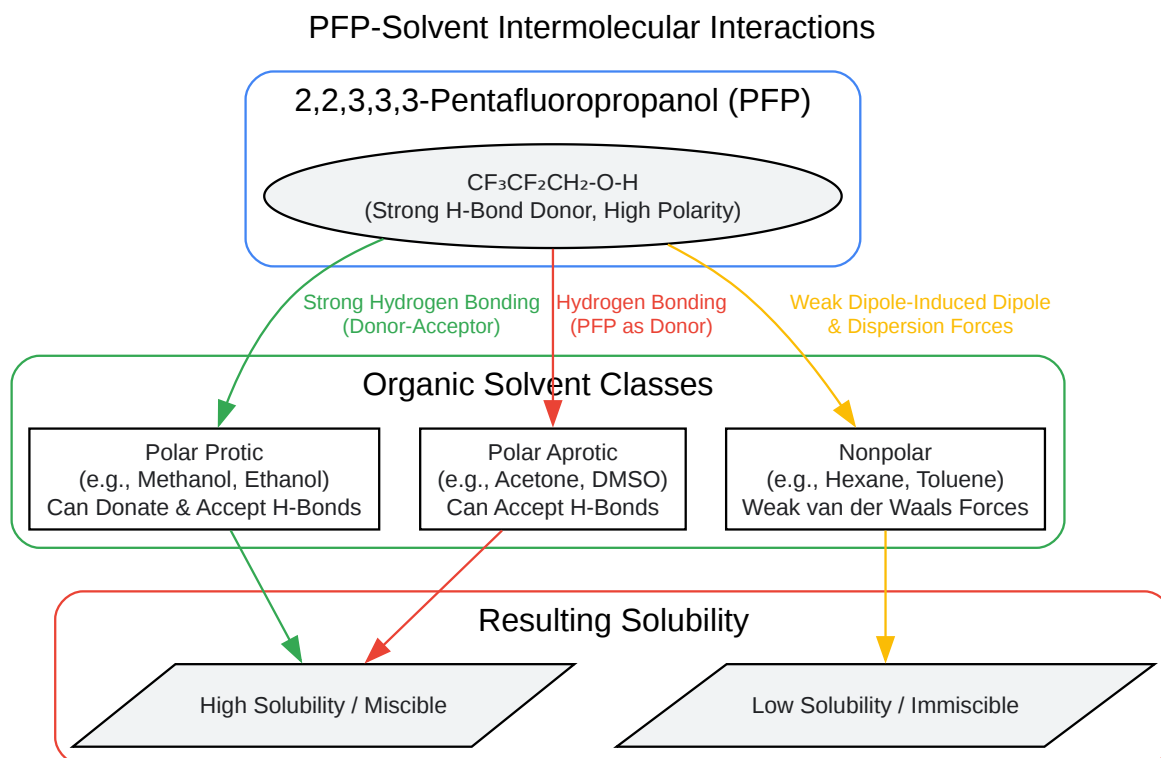 PFP-Solvent Intermolecular Interactions
2,2,3,3,3-Pentafluoropropanol (PFP)
CF₃CF₂CH₂-O-H
(Strong H-Bond Donor, High Polarity)
Strong Hydrogen Bonding
(Donor-Acceptor)
Hydrogen Bonding
(PFP as Donor)
Weak Dipole-Induced Dipole
& Dispersion Forces
Organic Solvent Classes
Polar Protic
(e.g., Methanol, Ethanol)
Can Donate & Accept H-Bonds
Polar Aprotic
(e.g., Acetone, DMSO)
Can Accept H-Bonds
Nonpolar
(e.g., Hexane, Toluene)
Weak van der Waals Forces
Resulting Solubility
High Solubility / Miscible
Low Solubility / Immiscible